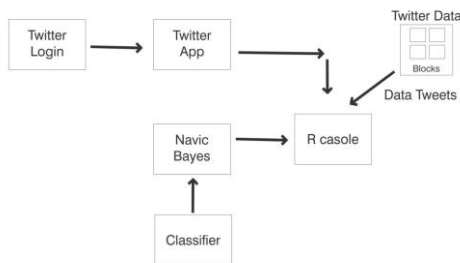 Twitter
Login
Twitter
App
Twitter Data
Blocks
Data Tweets
Navic
Bayes
R casole
Classifier